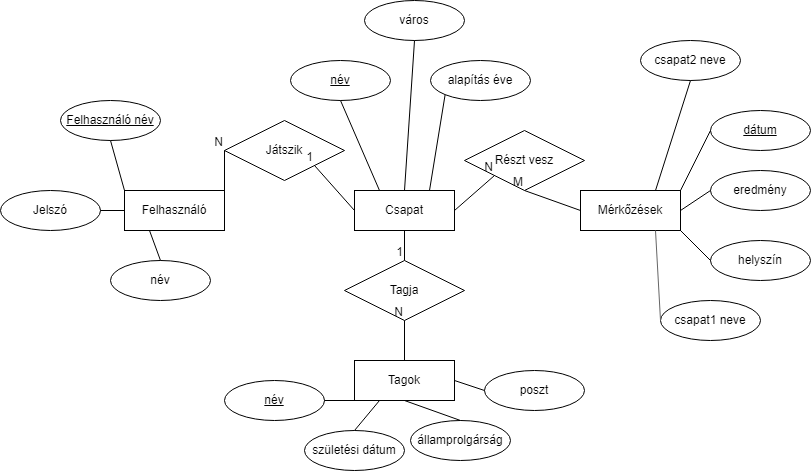 város
csapat2 neve
név
alapítás éve
Felhasználó név
dátum
N
Játszik
1
Részt vesz
N
M
eredmény
Jelszó
Felhasználó
Csapat
Mérkőzések
1
helyszín
név
Tagja
N
csapat1 neve
Tagok
név
poszt
születési dátum
államprolgárság